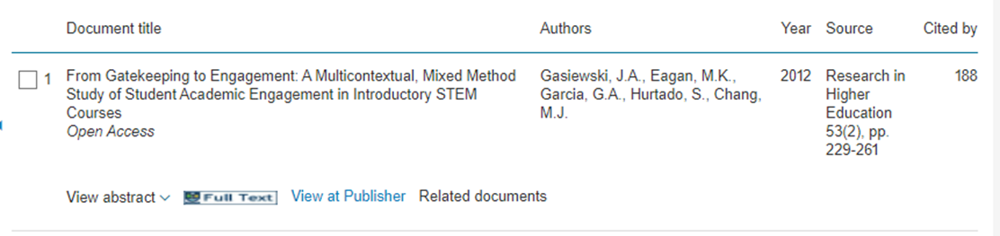 Document title Authors Year Source Cited by
1 From Gatekeeping to Engagement: A Multicontextual, Mixed Method Gasiewski, J.A., Eagan, M.K., 2012 Research in 188
Study of Student Academic Engagement in Introductory STEM Garcia, G.A., Hurtado, S., Chang, Higher
Courses M.J. Education
Open Access 53(2), pp.
229-261
View abstract Full Text View at Publisher Related documents